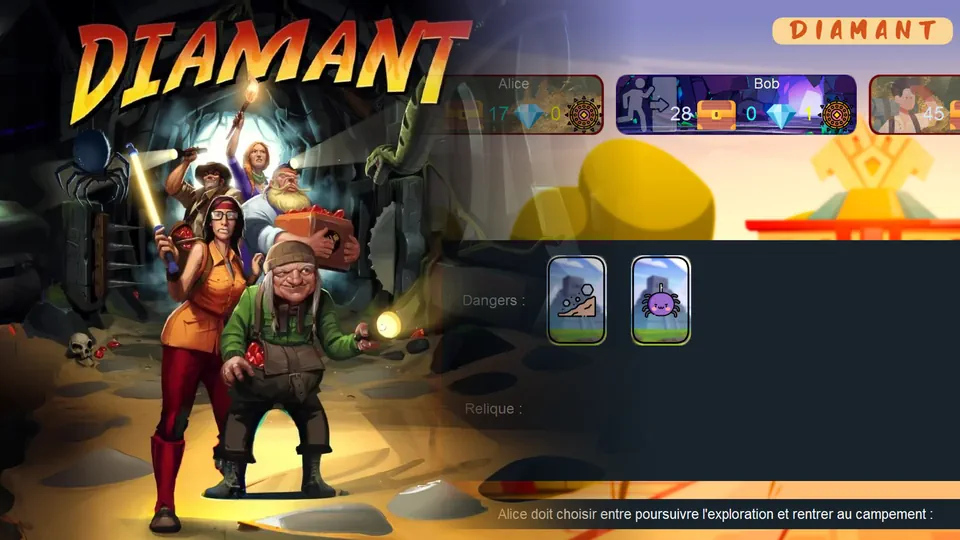 DIAMANT
DIAMANT
Alice
Bob
17
0
28
0
1
45
Dangers :
Relique :
Alice doit choisir entre poursuivre l'exploration et rentrer au campement :